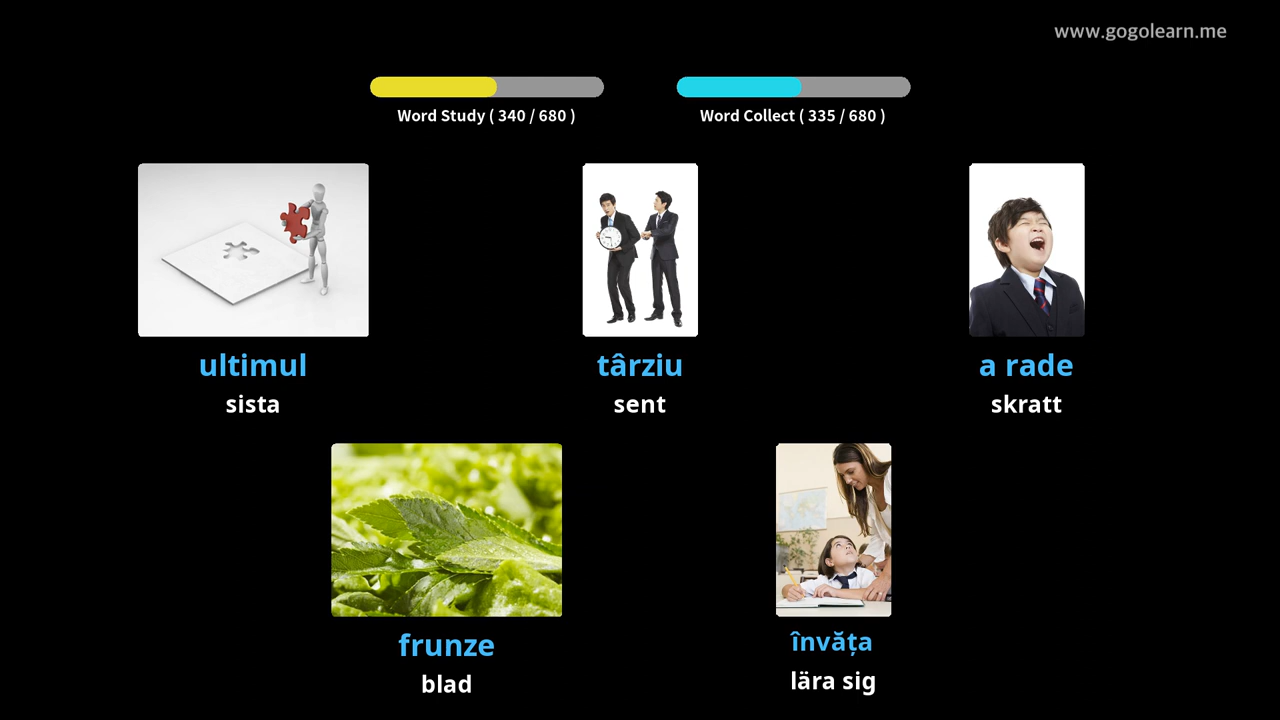 www.gogolearn.me
Word Study ( 340 / 680 )
Word Collect ( 335 / 680 )
ultimul
sista
târziu
sent
a rade
skratt
frunze
blad
învăța
lära sig